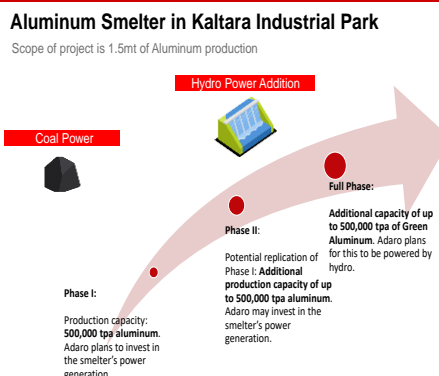 Aluminum Smelter in Kaltara Industrial Park
Scope of project is 1.5mt of Aluminum production
Hydro Power Addition
Coal Power
Full Phase:
Additional capacity of up
to 500,000 tpa of Green
Aluminum. Adaro plans
for this to be powered by
hydro.
Phase II:
Potential replication of
Phase I: Additional
production capacity of up
to 500,000 tpa aluminum.
Adaro may invest in the
smelter's power
generation.
Phase I:
Production capacity:
500,000 tpa aluminum.
Adaro plans to invest in
the smelter's power
generation